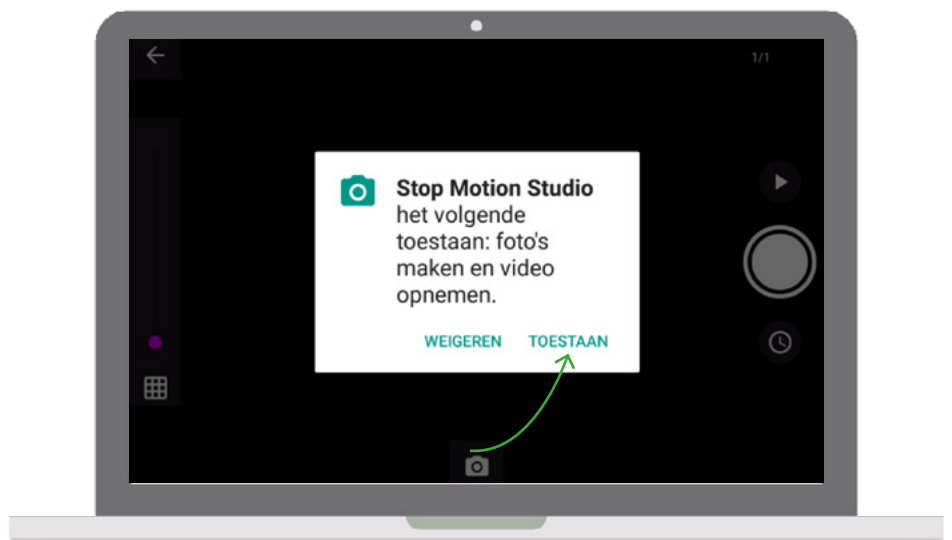 1/1
Stop Motion Studio
het volgende
toestaan: foto's
maken en video
opnemen.
WEIGEREN TOESTAAN